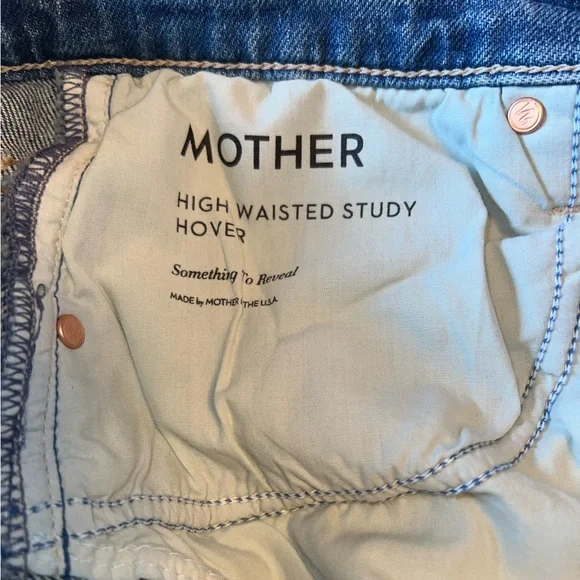 MOTHER
HIGH WAISTED STUDY
HOVER
Something To Reveal
MADE by MOTHER THE U.S.A.